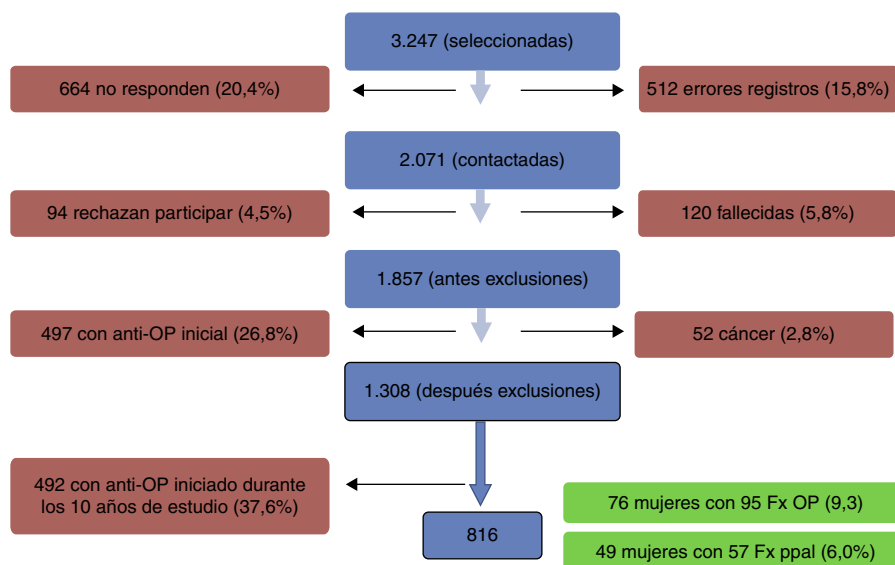 3.247 (seleccionadas)
664 no responden (20,4%)
512 errores registros (15,8%)
2.071 (contactadas)
94 rechazan participar (4,5%)
120 fallecidas (5,8%)
1.857 (antes exclusiones)
497 con anti-OP inicial (26,8%)
52 cáncer (2,8%)
1.308 (después exclusiones)
492 con anti-OP iniciado durante
los 10 años de estudio (37,6%)
816
76 mujeres con 95 Fx OP (9,3)
49 mujeres con 57 Fx ppal (6,0%)